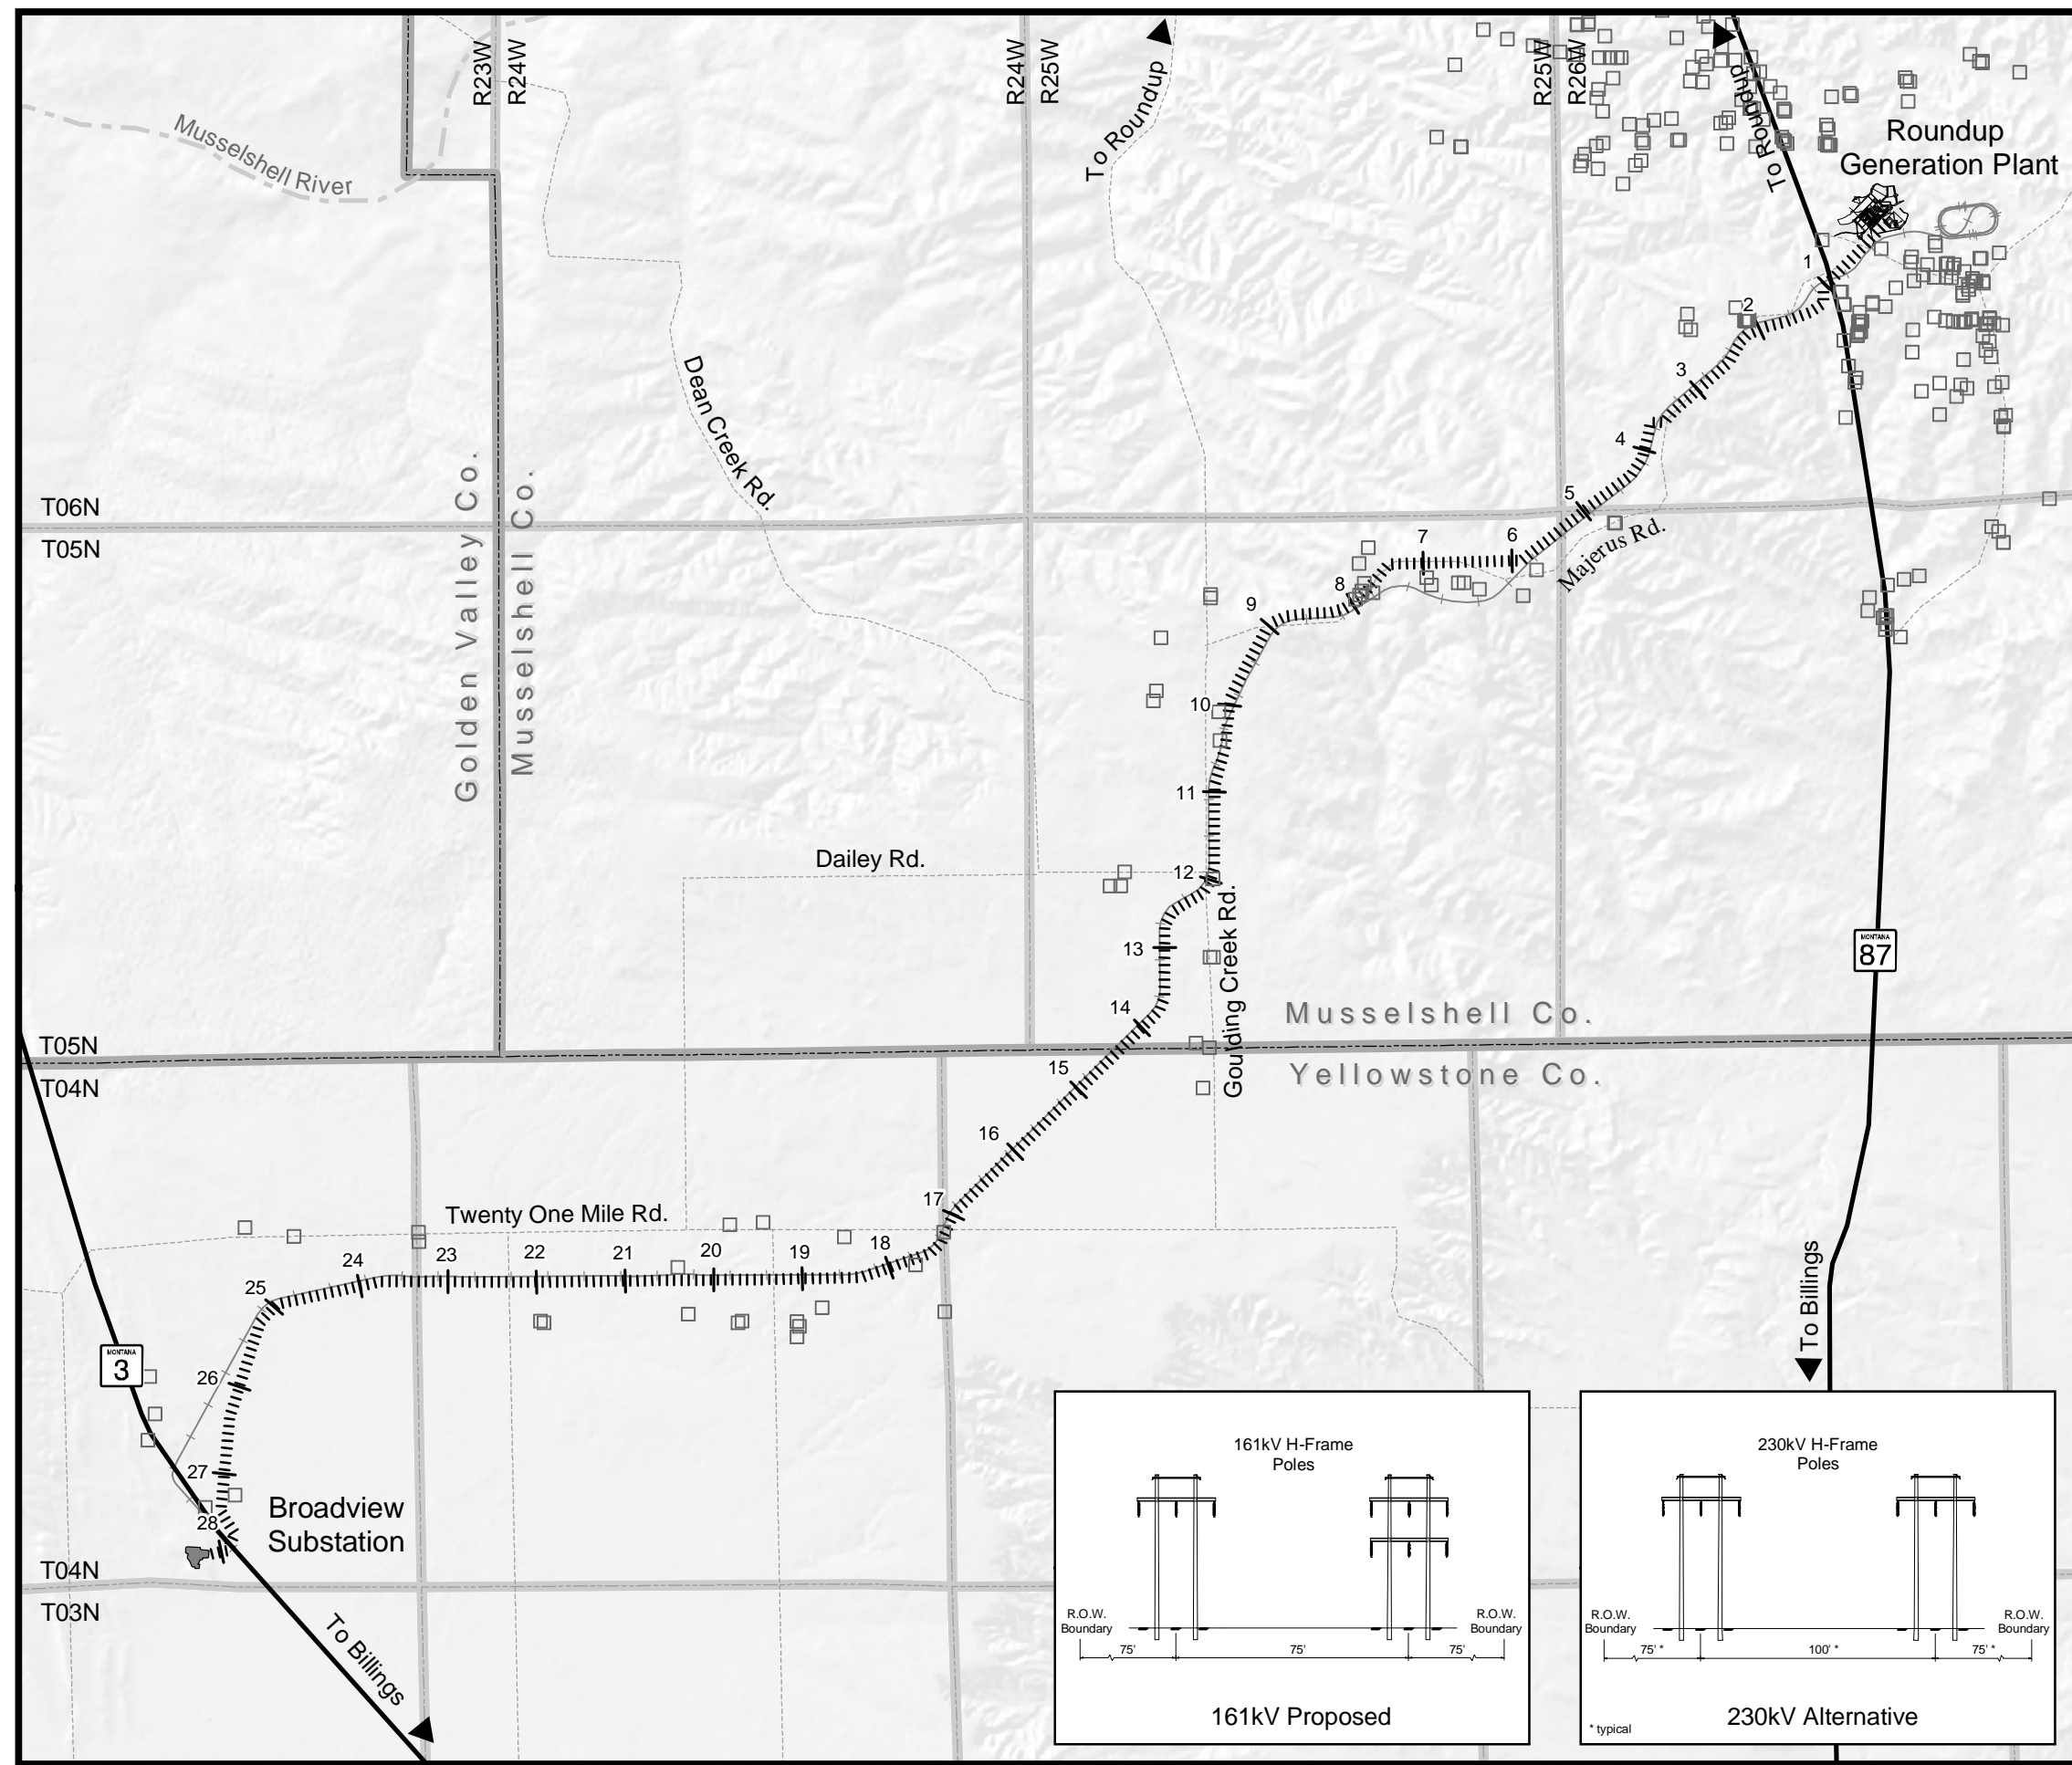 R23W
R24W
R24W
R25W
To Roundup
R25W
R26W
To Roundup
Roundup
Generation Plant
Musselshell River
1
2
3
4
5
6
7
8
9
10
11
12
13
14
15
16
17
18
19
20
21
22
23
24
25
26
27
28
Dean Creek Rd.
T06N
T05N
Golden Valley Co.
Musselshell Co.
Majerus Rd.
Dailey Rd.
Goulding Creek Rd.
MONTANA
87
Musselshell Co.
Yellowstone Co.
T05N
T04N
Twenty One Mile Rd.
To Billings
MONTANA
3
Broadview
Substation
T04N
T03N
To Billings
161kV H-Frame
Poles
R.O.W.
Boundary
R.O.W.
Boundary
75'
75'
75'
161kV Proposed
230kV H-Frame
Poles
R.O.W.
Boundary
R.O.W.
Boundary
75' *
100' *
75' *
* typical
230kV Alternative